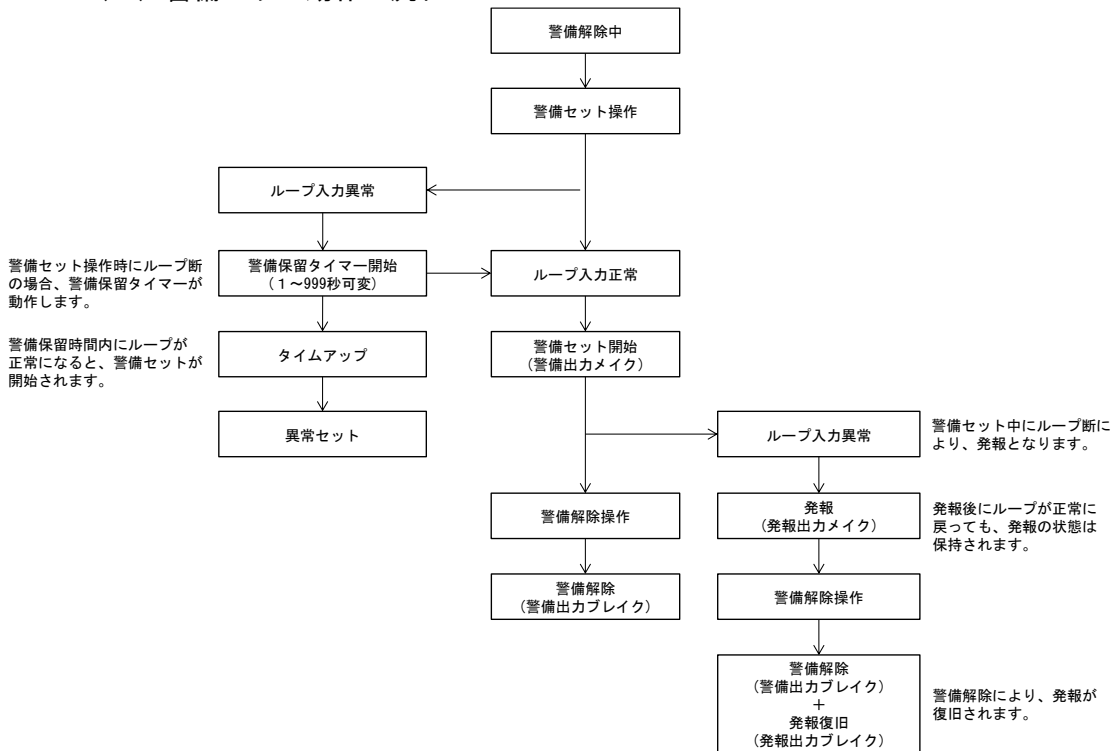 警備解除中
警備セット操作
ループ入力異常
警備セット操作時にループ断
の場合、警備保留タイマーが
動作します。
警備保留タイマー開始
(1～999秒可変)
ループ入力正常
警備保留時間内にループが
正常になると、警備セットが
開始されます。
タイムアップ
警備セット開始
(警備出力メイク)
異常セット
ループ入力異常
警備セット中にループ断に
より、発報となります。
警備解除操作
発報
(発報出力メイク)
発報後にループが正常に
戻っても、発報の状態は
保持されます。
警備解除
(警備出力ブレイク)
警備解除操作
警備解除
(警備出力ブレイク)
+
発報復旧
(発報出力ブレイク)
警備解除により、発報が
復旧されます。